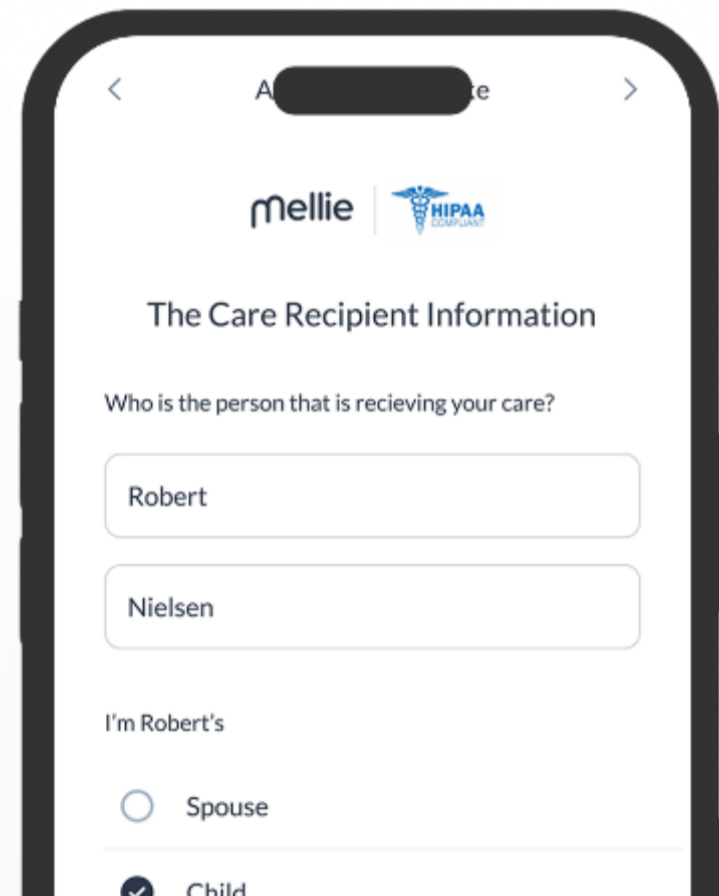 mellie
HIPAA
COMPLIANT
The Care Recipient Information
Who is the person that is recieving your care?
Robert
Nielsen
I'm Robert's
Spouse
Child